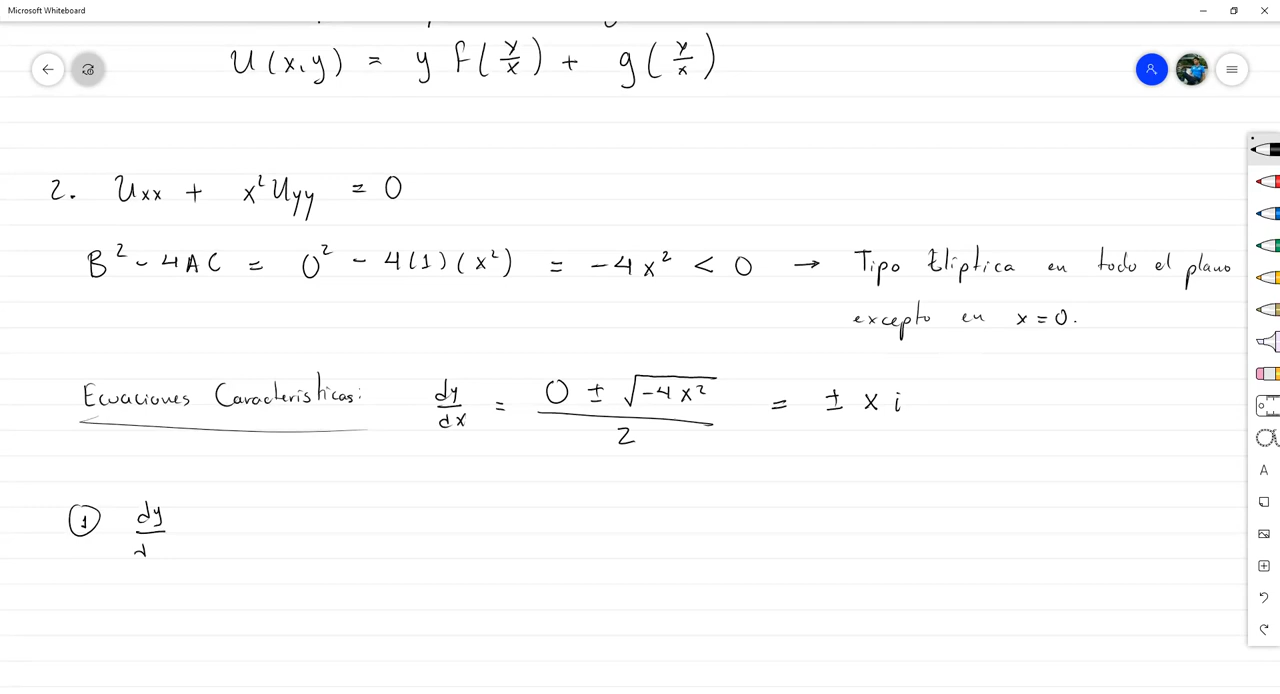 Microsoft Whiteboard
U(x,y) = y f(y/x) + g(y/x)
2. Uxx + x²Uyy = 0
B² - 4AC = 0² - 4(1)(x²) = -4x² < 0 → Tipo Elíptica en todo el plano
excepto en x = 0.
Ecuaciones Características: dy/dx = (0 ± √(-4x²))/2 = ± x i
① dy/d
A